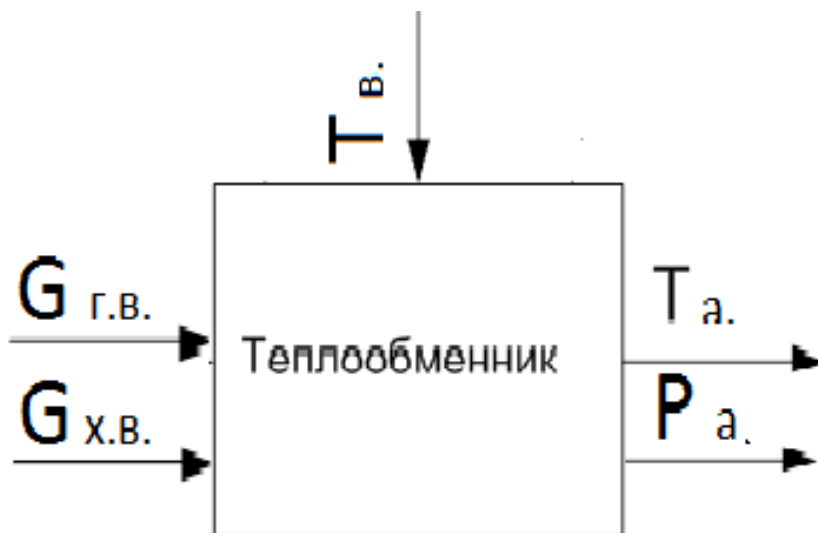 Т в.
G г.в.
Т а.
Теплообменник
G х.в.
Р а.